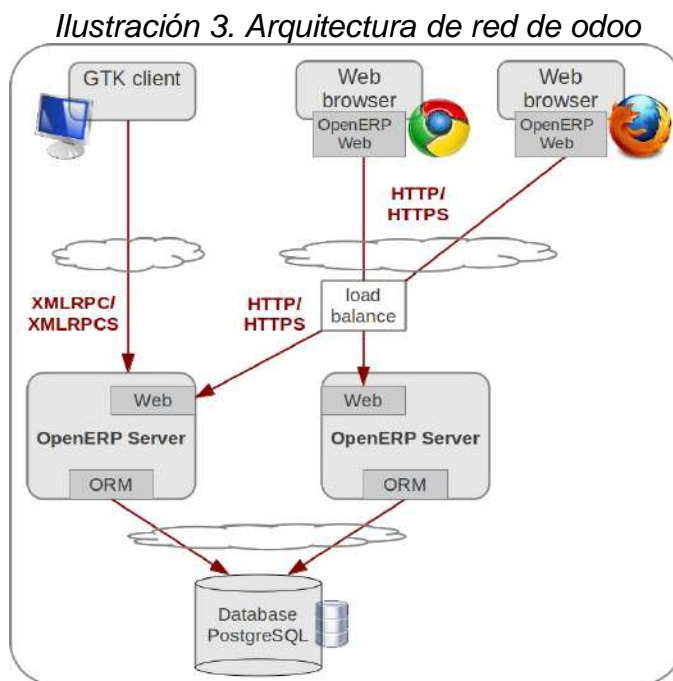 Ilustración 3. Arquitectura de red de odoo
GTK client
Web
browser
OpenERP
Web
Web
browser
OpenERP
Web
HTTP/
HTTPS
XMLRPC/
XMLRPCS
HTTP/
HTTPS
load
balance
Web
OpenERP Server
ORM
Web
OpenERP Server
ORM
Database
PostgreSQL